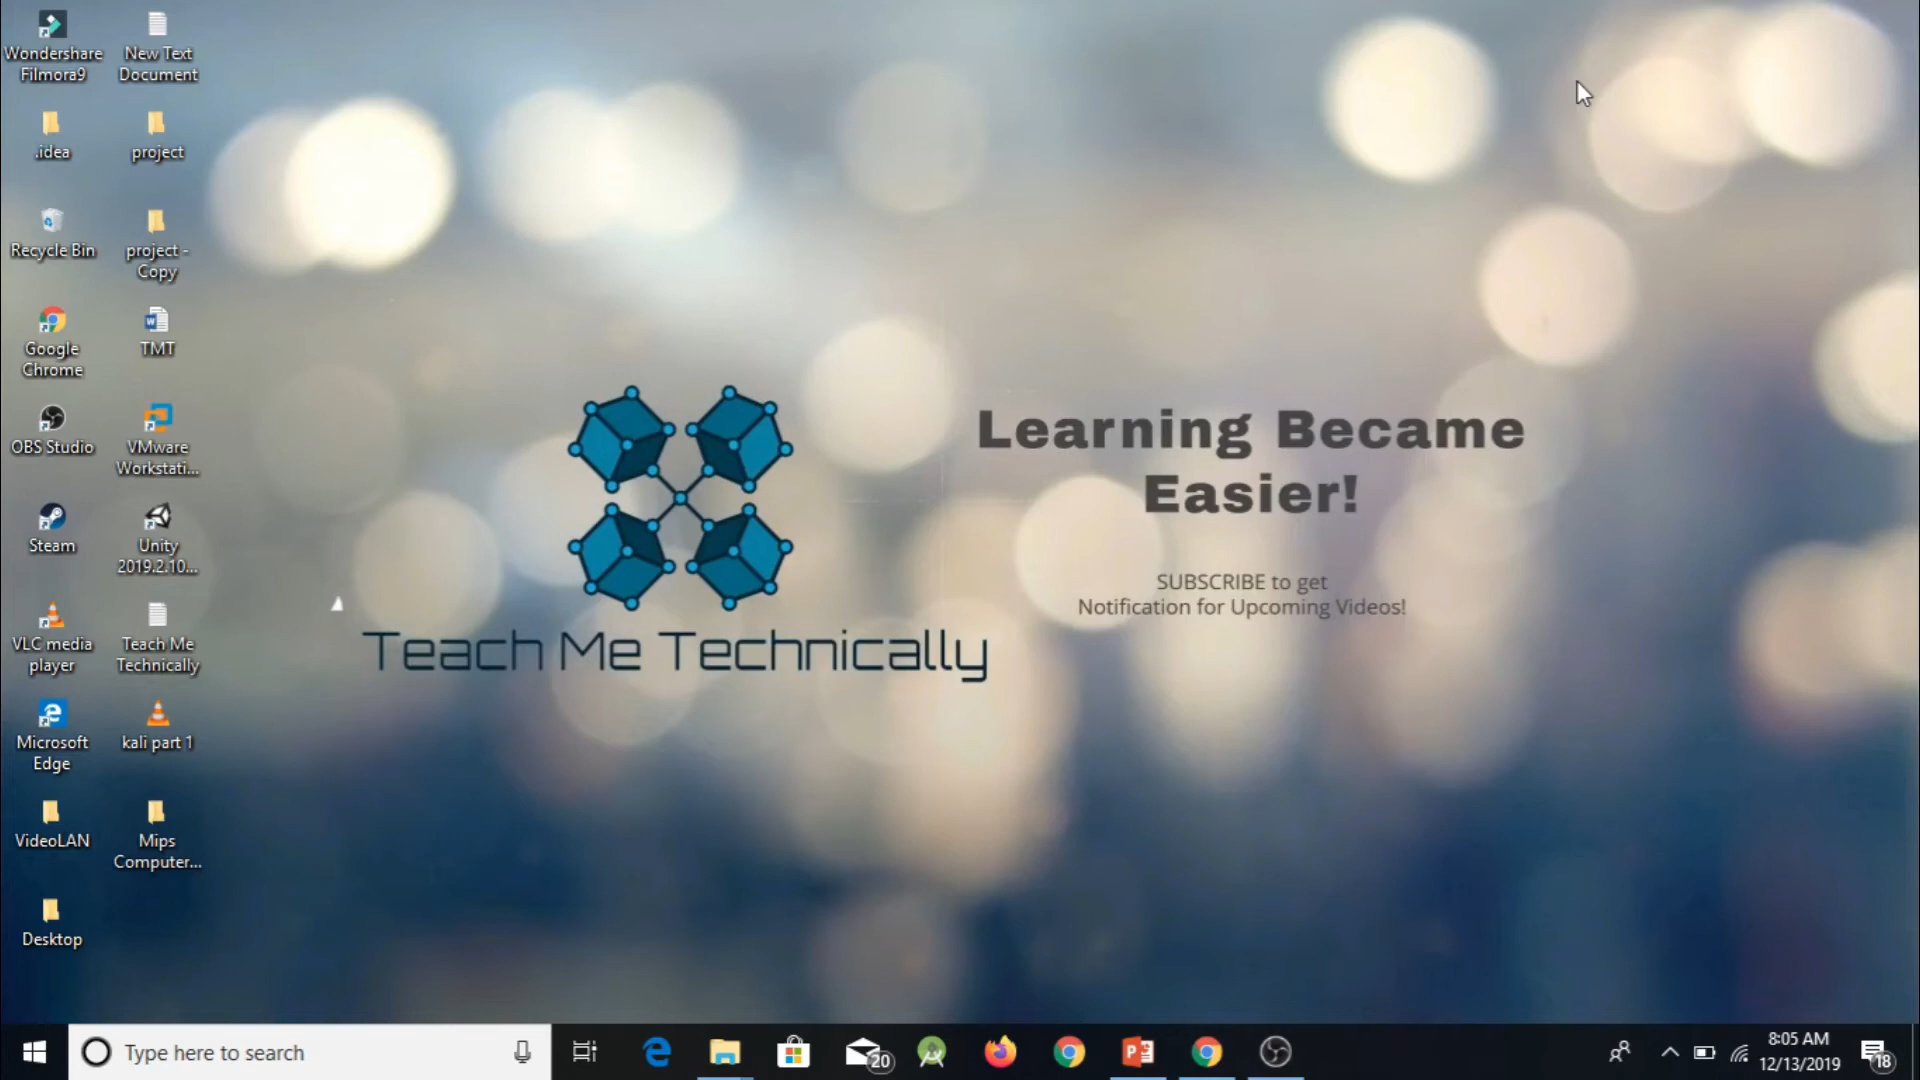 Wondershare
Filmora9
New Text
Document
.idea
project
Recycle Bin
project -
Copy
Google
Chrome
TMT
OBS Studio
VMware
Workstati...
Steam
Unity
2019.2.10...
VLC media
player
Teach Me
Technically
Microsoft
Edge
kali part 1
VideoLAN
Mips
Computer...
Desktop
Teach Me Technically
Learning Became
Easier!
SUBSCRIBE to get
Notification for Upcoming Videos!
Type here to search
20
8:05 AM
12/13/2019
18